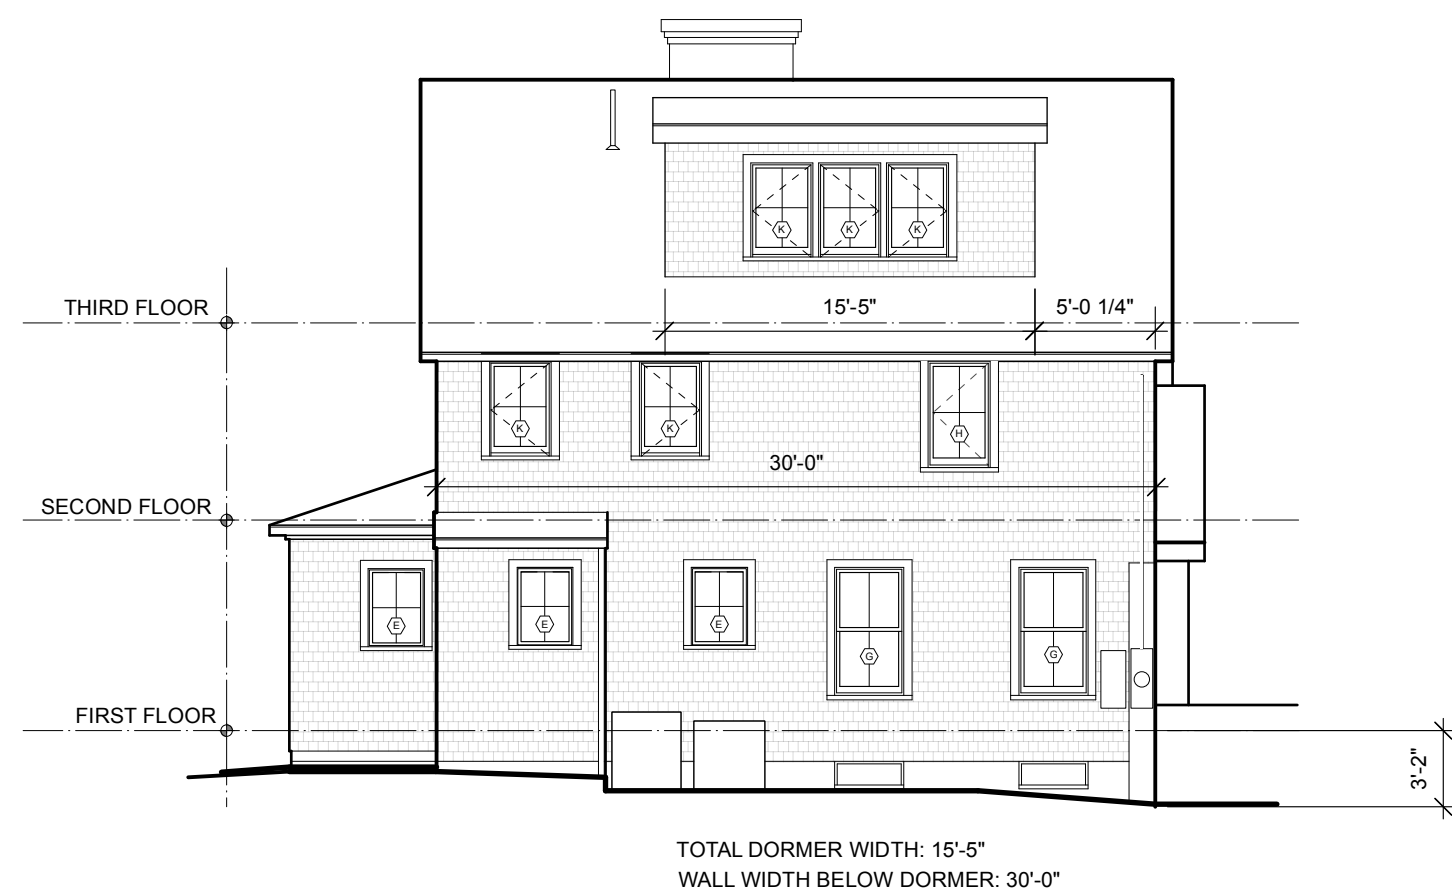 K K K
THIRD FLOOR
15'-5" 5'-0 1/4"
K K H
30'-0"
SECOND FLOOR
E E E
G G
FIRST FLOOR
3'-2"
TOTAL DORMER WIDTH: 15'-5"
WALL WIDTH BELOW DORMER: 30'-0"